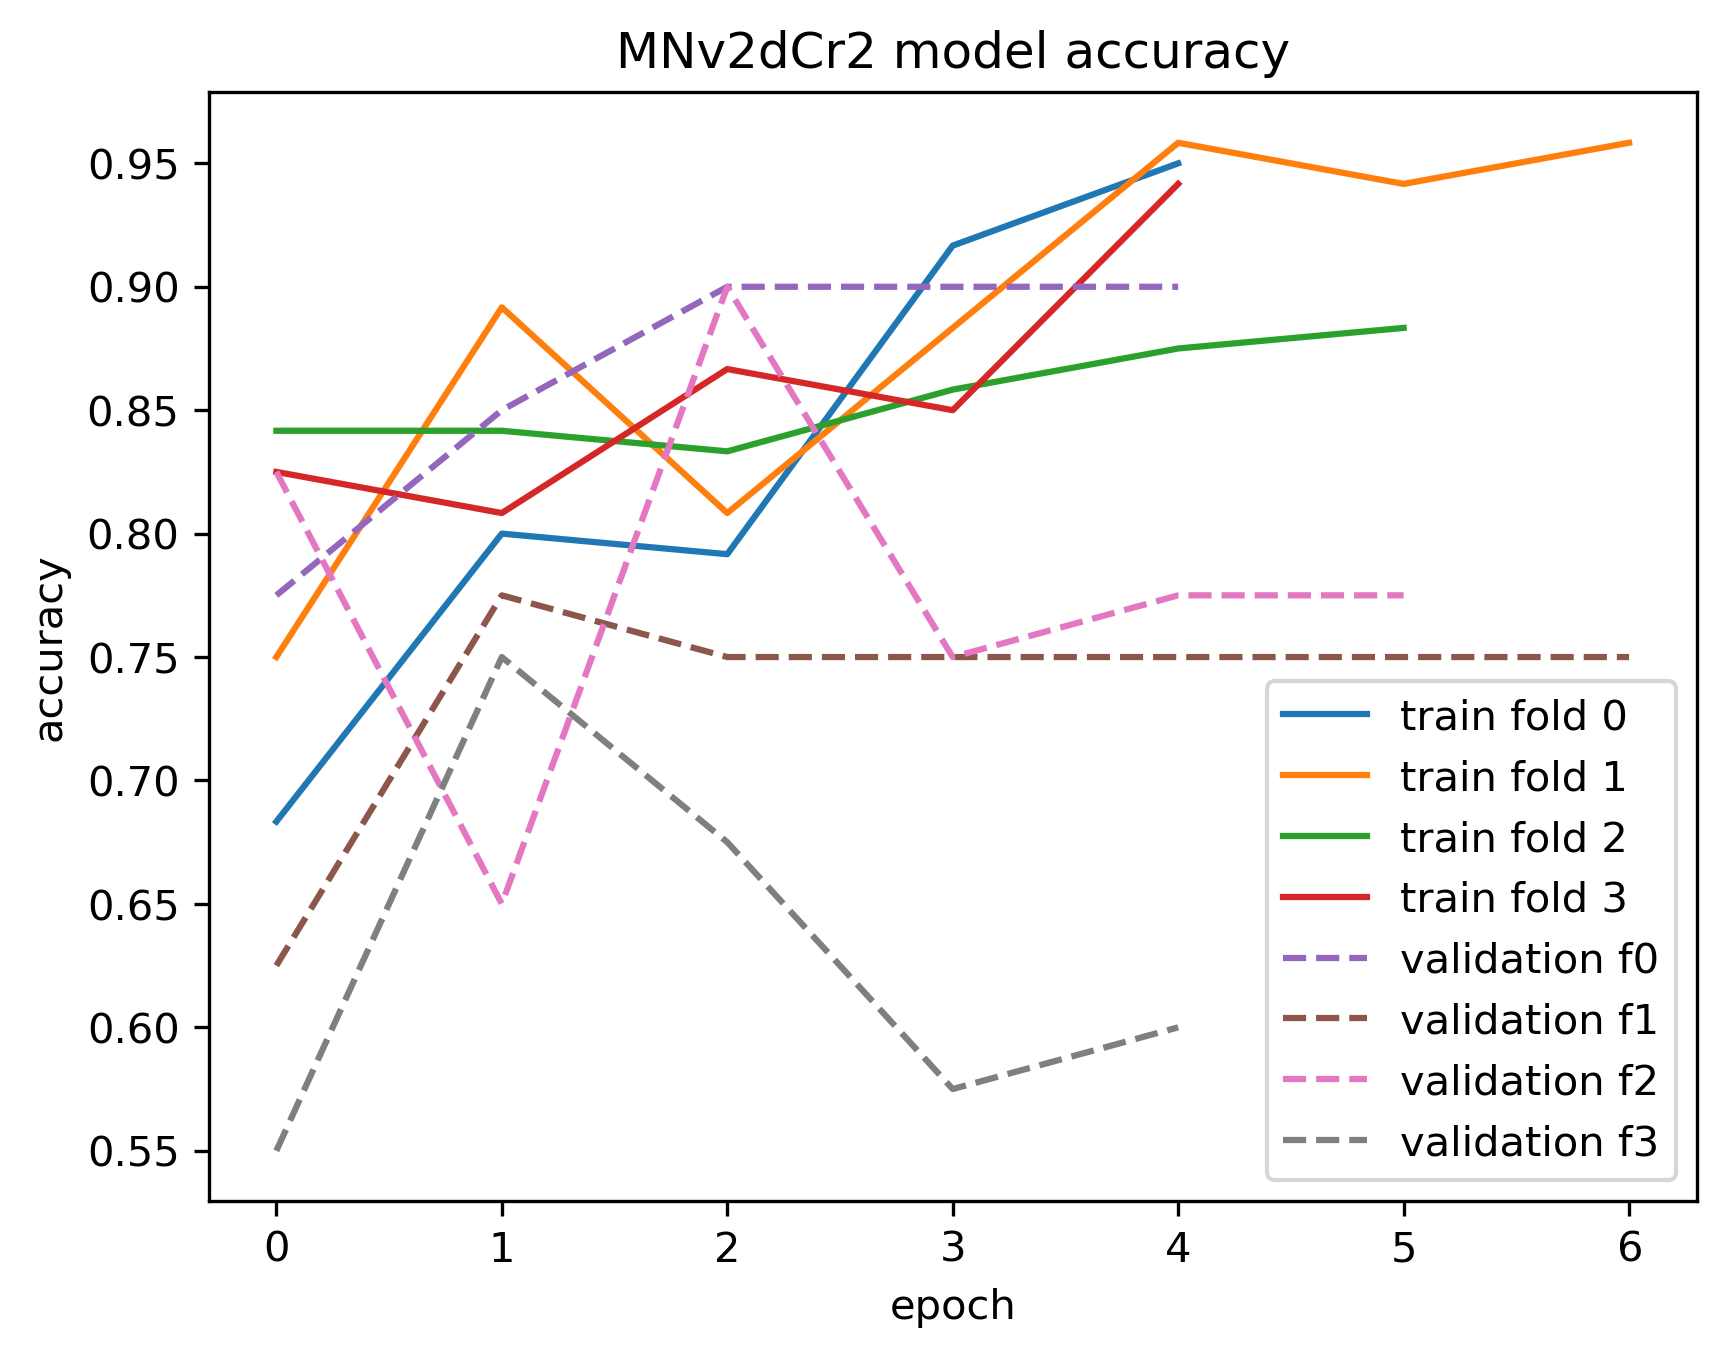 MNv2dCr2 model accuracy
0.95
0.90
0.85
0.80
0.75
0.70
0.65
0.60
0.55
accuracy
train fold 0
train fold 1
train fold 2
train fold 3
validation f0
validation f1
validation f2
validation f3
0 1 2 3 4 5 6
epoch